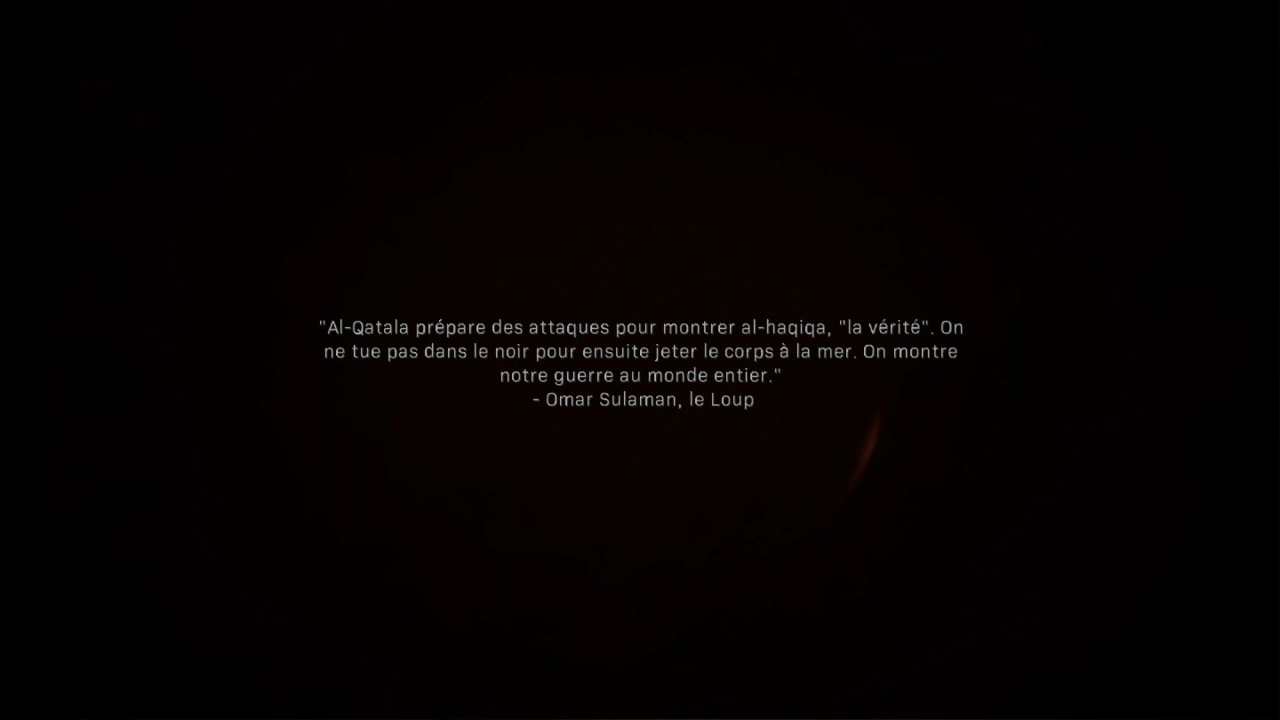 "Al-Qatala prépare des attaques pour montrer al-haqiqa, "la vérité". On
ne tue pas dans le noir pour ensuite jeter le corps à la mer. On montre
notre guerre au monde entier."
- Omar Sulaman, le Loup